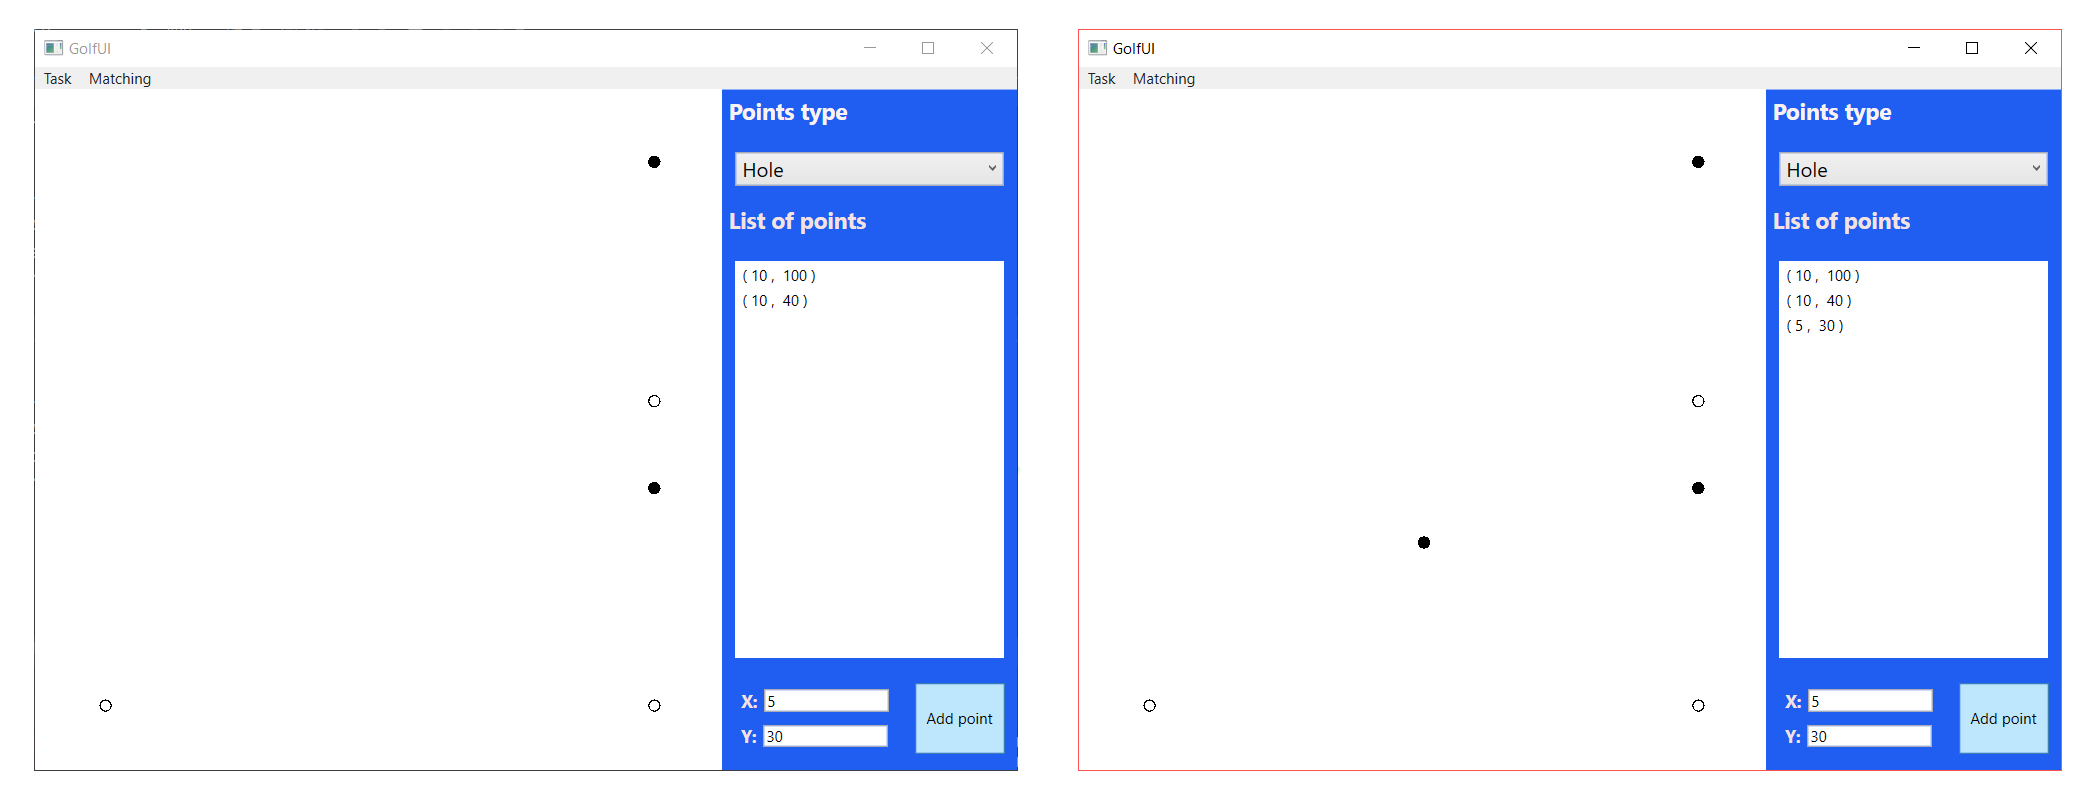 GolfUI
Task Matching
Points type
Hole
List of points
( 10 , 100 )
( 10 , 40 )
X: 5
Y: 30
Add point
GolfUI
Task Matching
Points type
Hole
List of points
( 10 , 100 )
( 10 , 40 )
( 5 , 30 )
X: 5
Y: 30
Add point